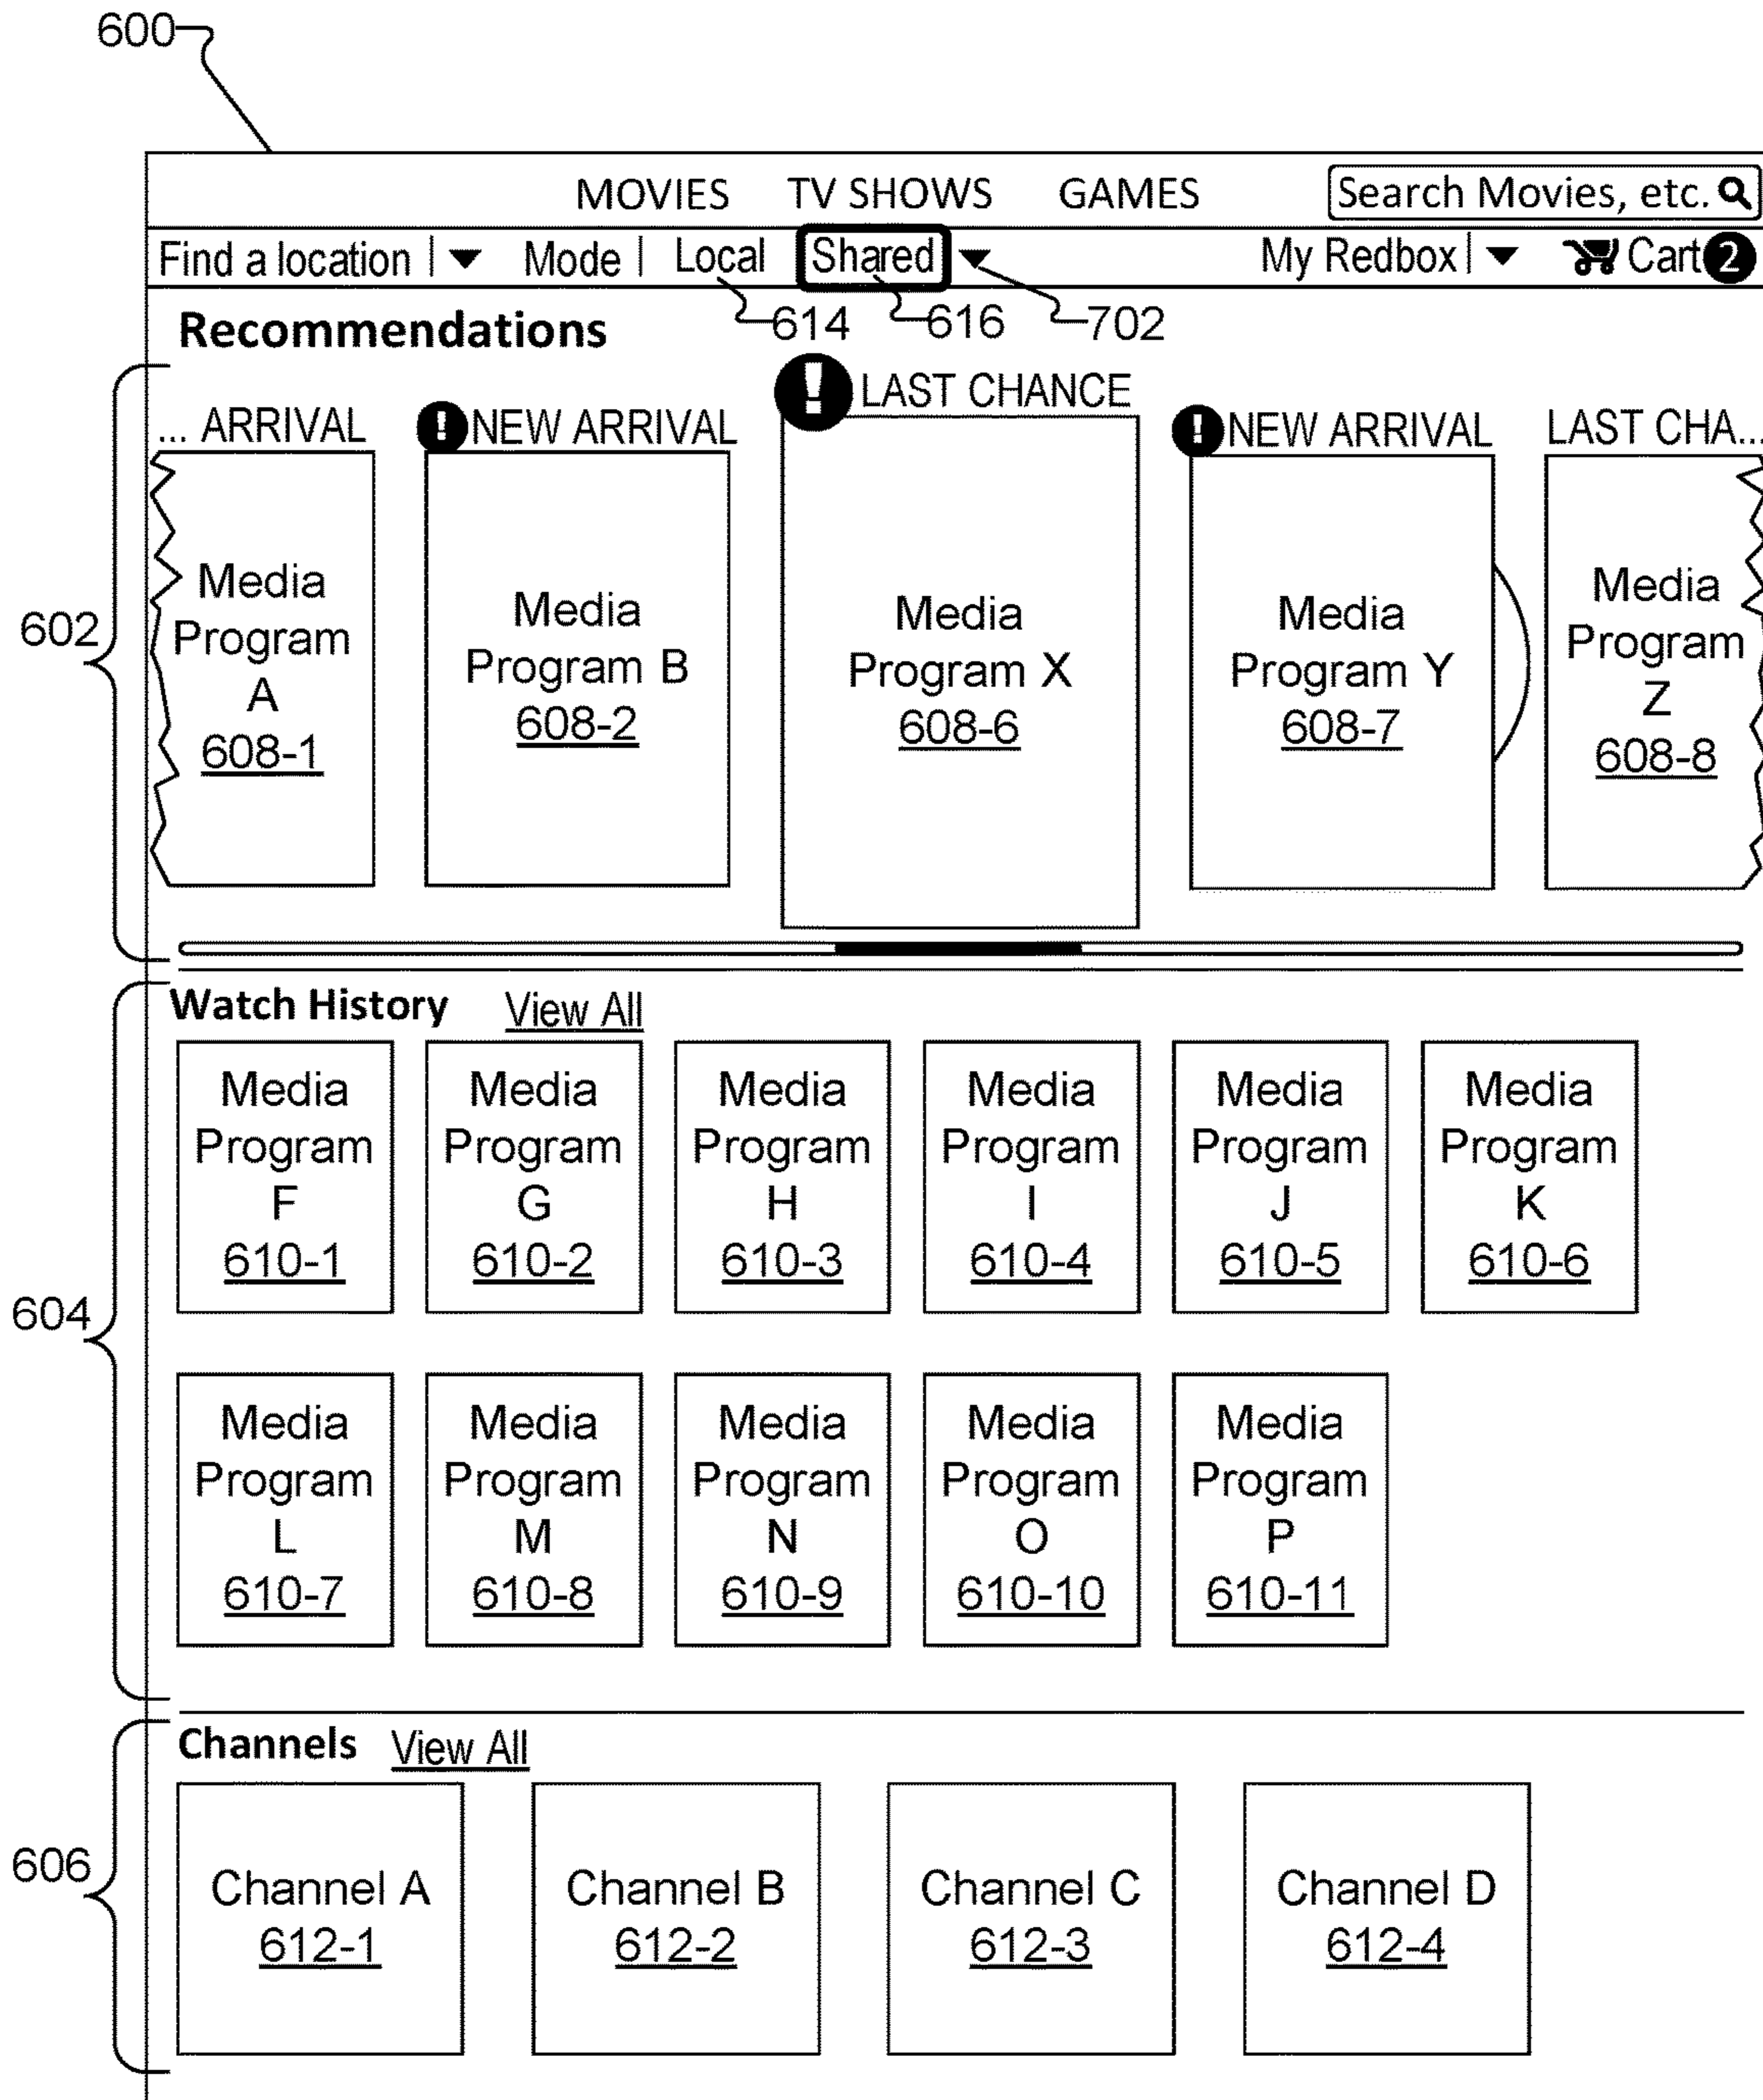 600
MOVIES TV SHOWS GAMES Search Movies, etc.
Find a location Mode Local Shared My Redbox Cart 2
614 616 702
Recommendations
602
... ARRIVAL ! NEW ARRIVAL ! LAST CHANCE ! NEW ARRIVAL LAST CHA...
Media
Program
A
608-1
Media
Program B
608-2
Media
Program X
608-6
Media
Program Y
608-7
Media
Program
Z
608-8
604
Watch History View All
Media
Program
F
610-1
Media
Program
G
610-2
Media
Program
H
610-3
Media
Program
I
610-4
Media
Program
J
610-5
Media
Program
K
610-6
Media
Program
L
610-7
Media
Program
M
610-8
Media
Program
N
610-9
Media
Program
O
610-10
Media
Program
P
610-11
606
Channels View All
Channel A
612-1
Channel B
612-2
Channel C
612-3
Channel D
612-4